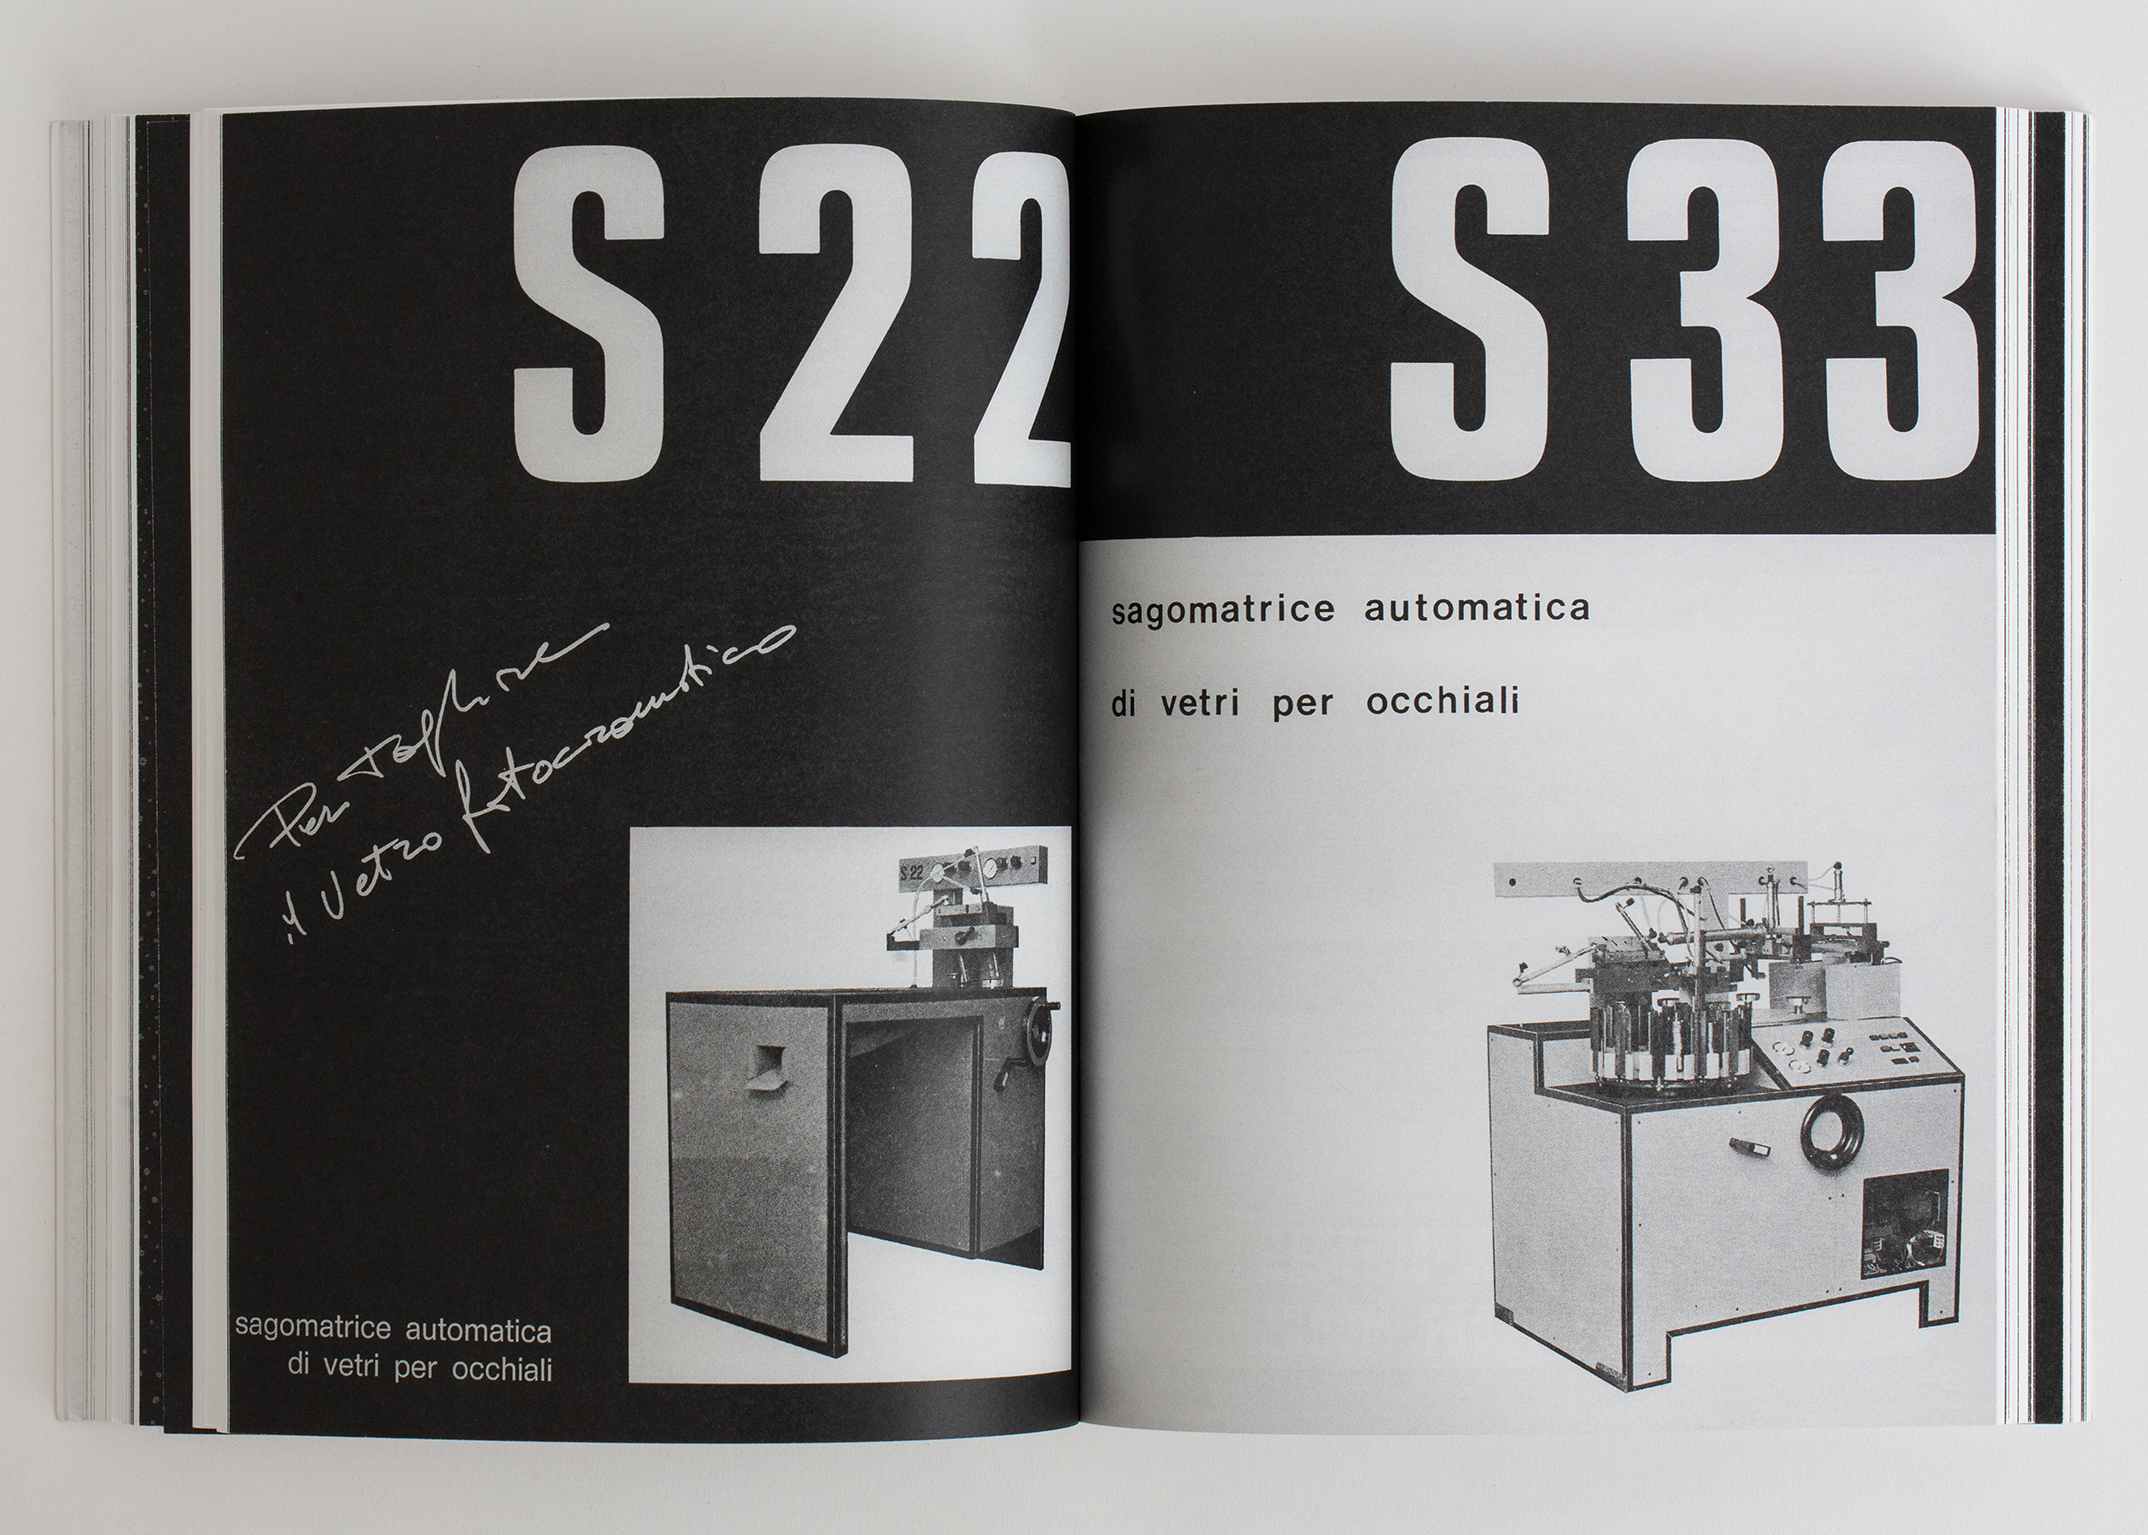 S 22
Per tagliare
il Vetro fotocromatico
S 22
sagomatrice automatica
di vetri per occhiali
S 33
sagomatrice automatica
di vetri per occhiali